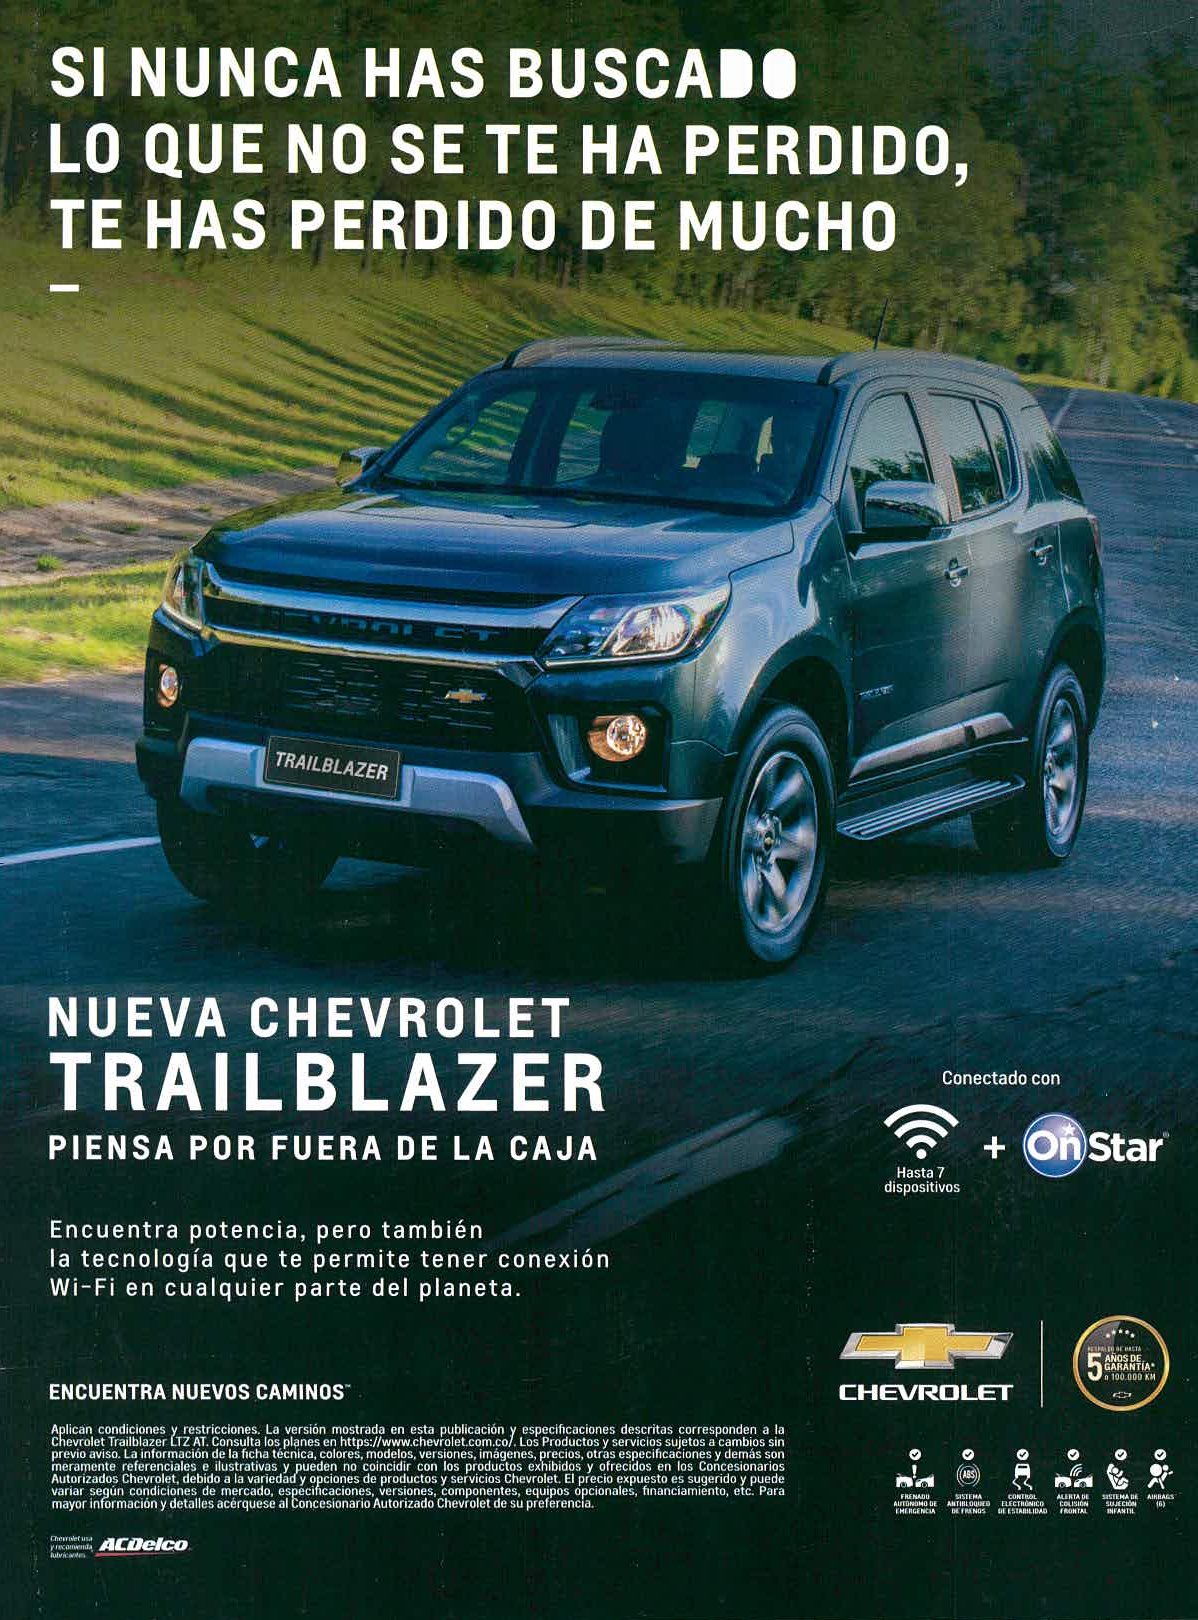 SI NUNCA HAS BUSCADO
LO QUE NO SE TE HA PERDIDO,
TE HAS PERDIDO DE MUCHO
TRAILBLAZER
NUEVA CHEVROLET
TRAILBLAZER
PIENSA POR FUERA DE LA CAJA
Conectado con
Hasta 7
dispositivos
+
OnStar
Encuentra potencia, pero también
la tecnología que te permite tener conexión
Wi-Fi en cualquier parte del planeta.
CHEVROLET
RESPALDO DE HASTA
5 AÑOS DE
GARANTÍA*
o 100.000 KM
ENCUENTRA NUEVOS CAMINOS™
Aplican condiciones y restricciones. La versión mostrada en esta publicación y especificaciones descritas corresponden a la
Chevrolet Trailblazer LTZ AT. Consulta los planes en https://www.chevrolet.com.co/. Los Productos y servicios sujetos a cambios sin
previo aviso. La información de la ficha técnica, colores, modelos, versiones, imágenes, precios, otras especificaciones y demás son
meramente referenciales e ilustrativas y pueden no coincidir con los productos exhibidos y ofrecidos en los Concesionarios
Autorizados Chevrolet, debido a la variedad y opciones de productos y servicios Chevrolet. El precio expuesto es sugerido y puede
variar según condiciones de mercado, especificaciones, versiones, componentes, equipos opcionales, financiamiento, etc. Para
mayor información y detalles acérquese al Concesionario Autorizado Chevrolet de su preferencia.
FRENADO
AUTÓNOMO DE
EMERGENCIA
ABS
SISTEMA
ANTIBLOQUEO
DE FRENOS
CONTROL
ELECTRÓNICO
DE ESTABILIDAD
ALERTA DE
COLISIÓN
FRONTAL
SISTEMA DE
SUJECIÓN
INFANTIL
AIRBAGS
(6)
Chevrolet usa
y recomienda
lubricantes.
ACDelco